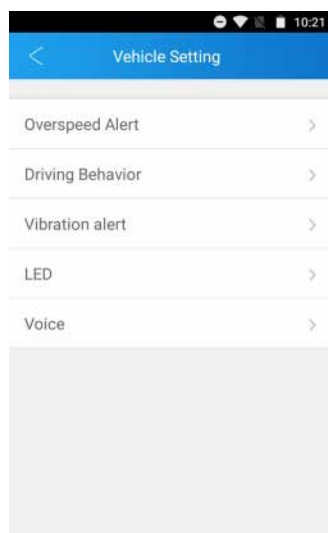 10:21
Vehicle Setting
Overspeed Alert
Driving Behavior
Vibration alert
LED
Voice